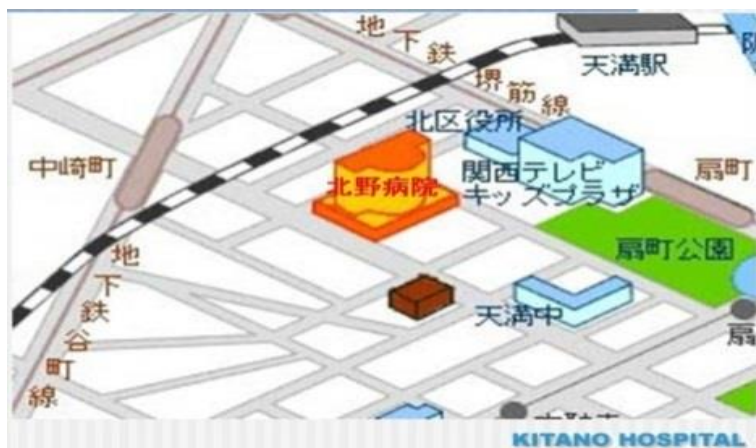 地下鉄堺筋線
天満駅
北区役所
中崎町
関西テレビ
キッズプラザ
扇町
北野病院
扇町公園
地下鉄谷町線
天満中
扇
KITANO HOSPITAL